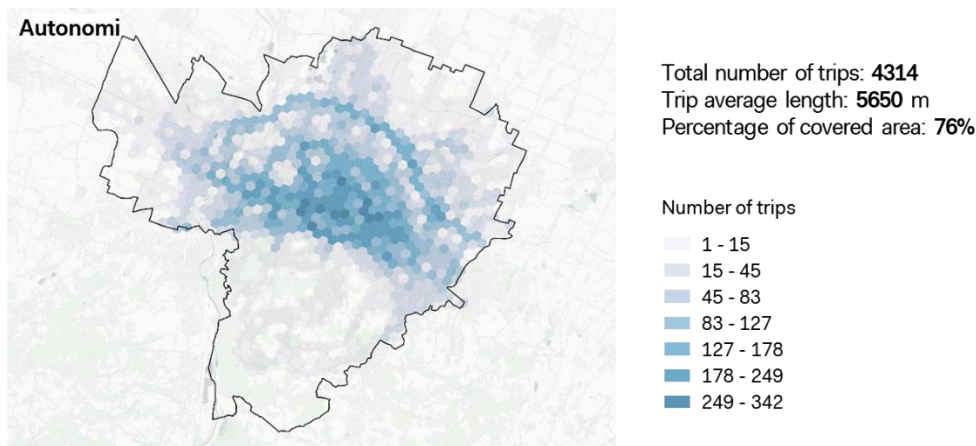 Autonomi
Total number of trips: 4314
Trip average length: 5650 m
Percentage of covered area: 76%
Number of trips
1 - 15
15 - 45
45 - 83
83 - 127
127 - 178
178 - 249
249 - 342